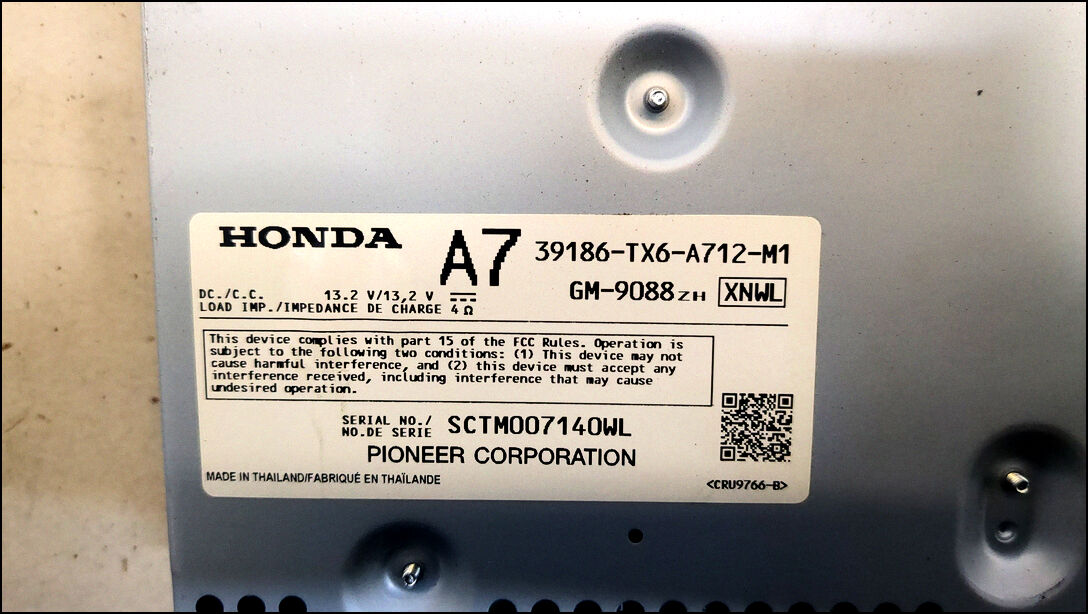 HONDA A7 39186-TX6-A712-M1
GM-9088ZH XNWL
DC./C.C. 13.2 V/13,2 V
LOAD IMP./IMPEDANCE DE CHARGE 4 Ω
This device complies with part 15 of the FCC Rules. Operation is
subject to the following two conditions: (1) This device may not
cause harmful interference, and (2) this device must accept any
interference received, including interference that may cause
undesired operation.
SERIAL NO./
NO.DE SERIE SCTM007140WL
PIONEER CORPORATION
MADE IN THAILAND/FABRIQUÉ EN THAÏLANDE
<CRU9766-B>